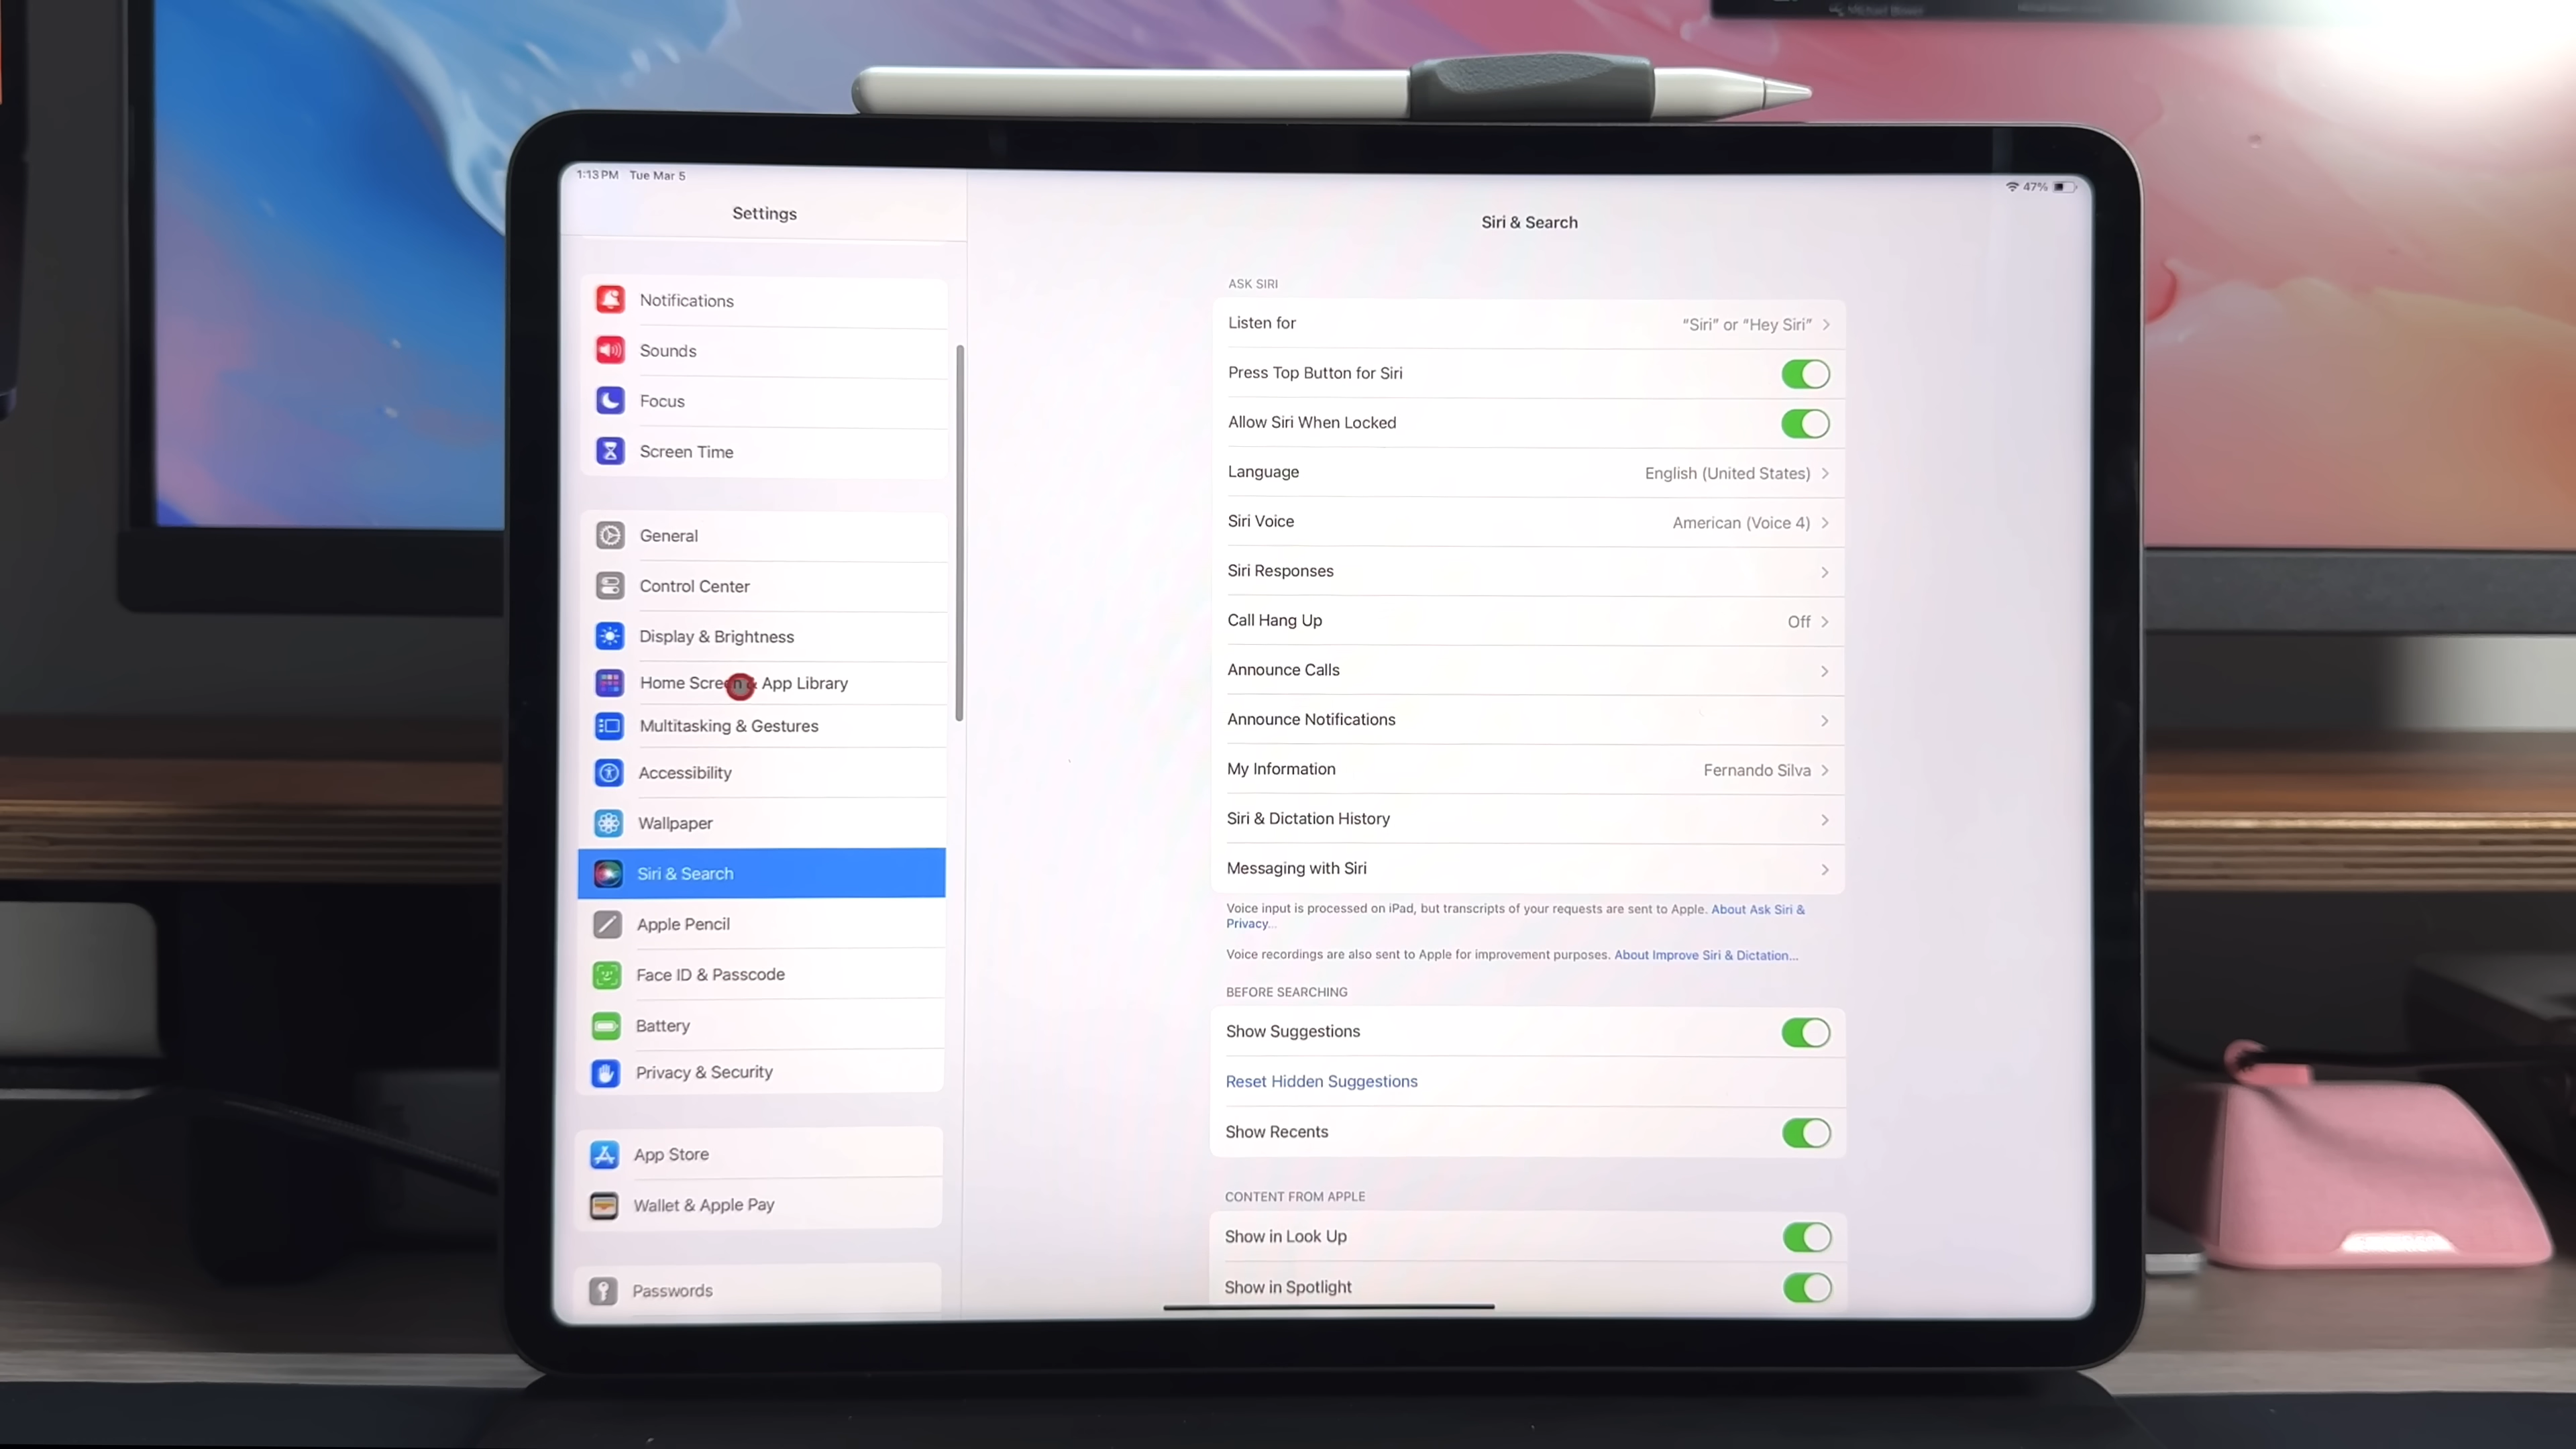 1:13 PM Tue Mar 5
47%
Settings
Notifications
Sounds
Focus
Screen Time
General
Control Center
Display & Brightness
Home Screen & App Library
Multitasking & Gestures
Accessibility
Wallpaper
Siri & Search
Apple Pencil
Face ID & Passcode
Battery
Privacy & Security
App Store
Wallet & Apple Pay
Passwords
Siri & Search
ASK SIRI
Listen for “Siri” or “Hey Siri”
Press Top Button for Siri
Allow Siri When Locked
Language English (United States)
Siri Voice American (Voice 4)
Siri Responses
Call Hang Up Off
Announce Calls
Announce Notifications
My Information Fernando Silva
Siri & Dictation History
Messaging with Siri
Voice input is processed on iPad, but transcripts of your requests are sent to Apple. About Ask Siri &
Privacy...
Voice recordings are also sent to Apple for improvement purposes. About Improve Siri & Dictation...
BEFORE SEARCHING
Show Suggestions
Reset Hidden Suggestions
Show Recents
CONTENT FROM APPLE
Show in Look Up
Show in Spotlight